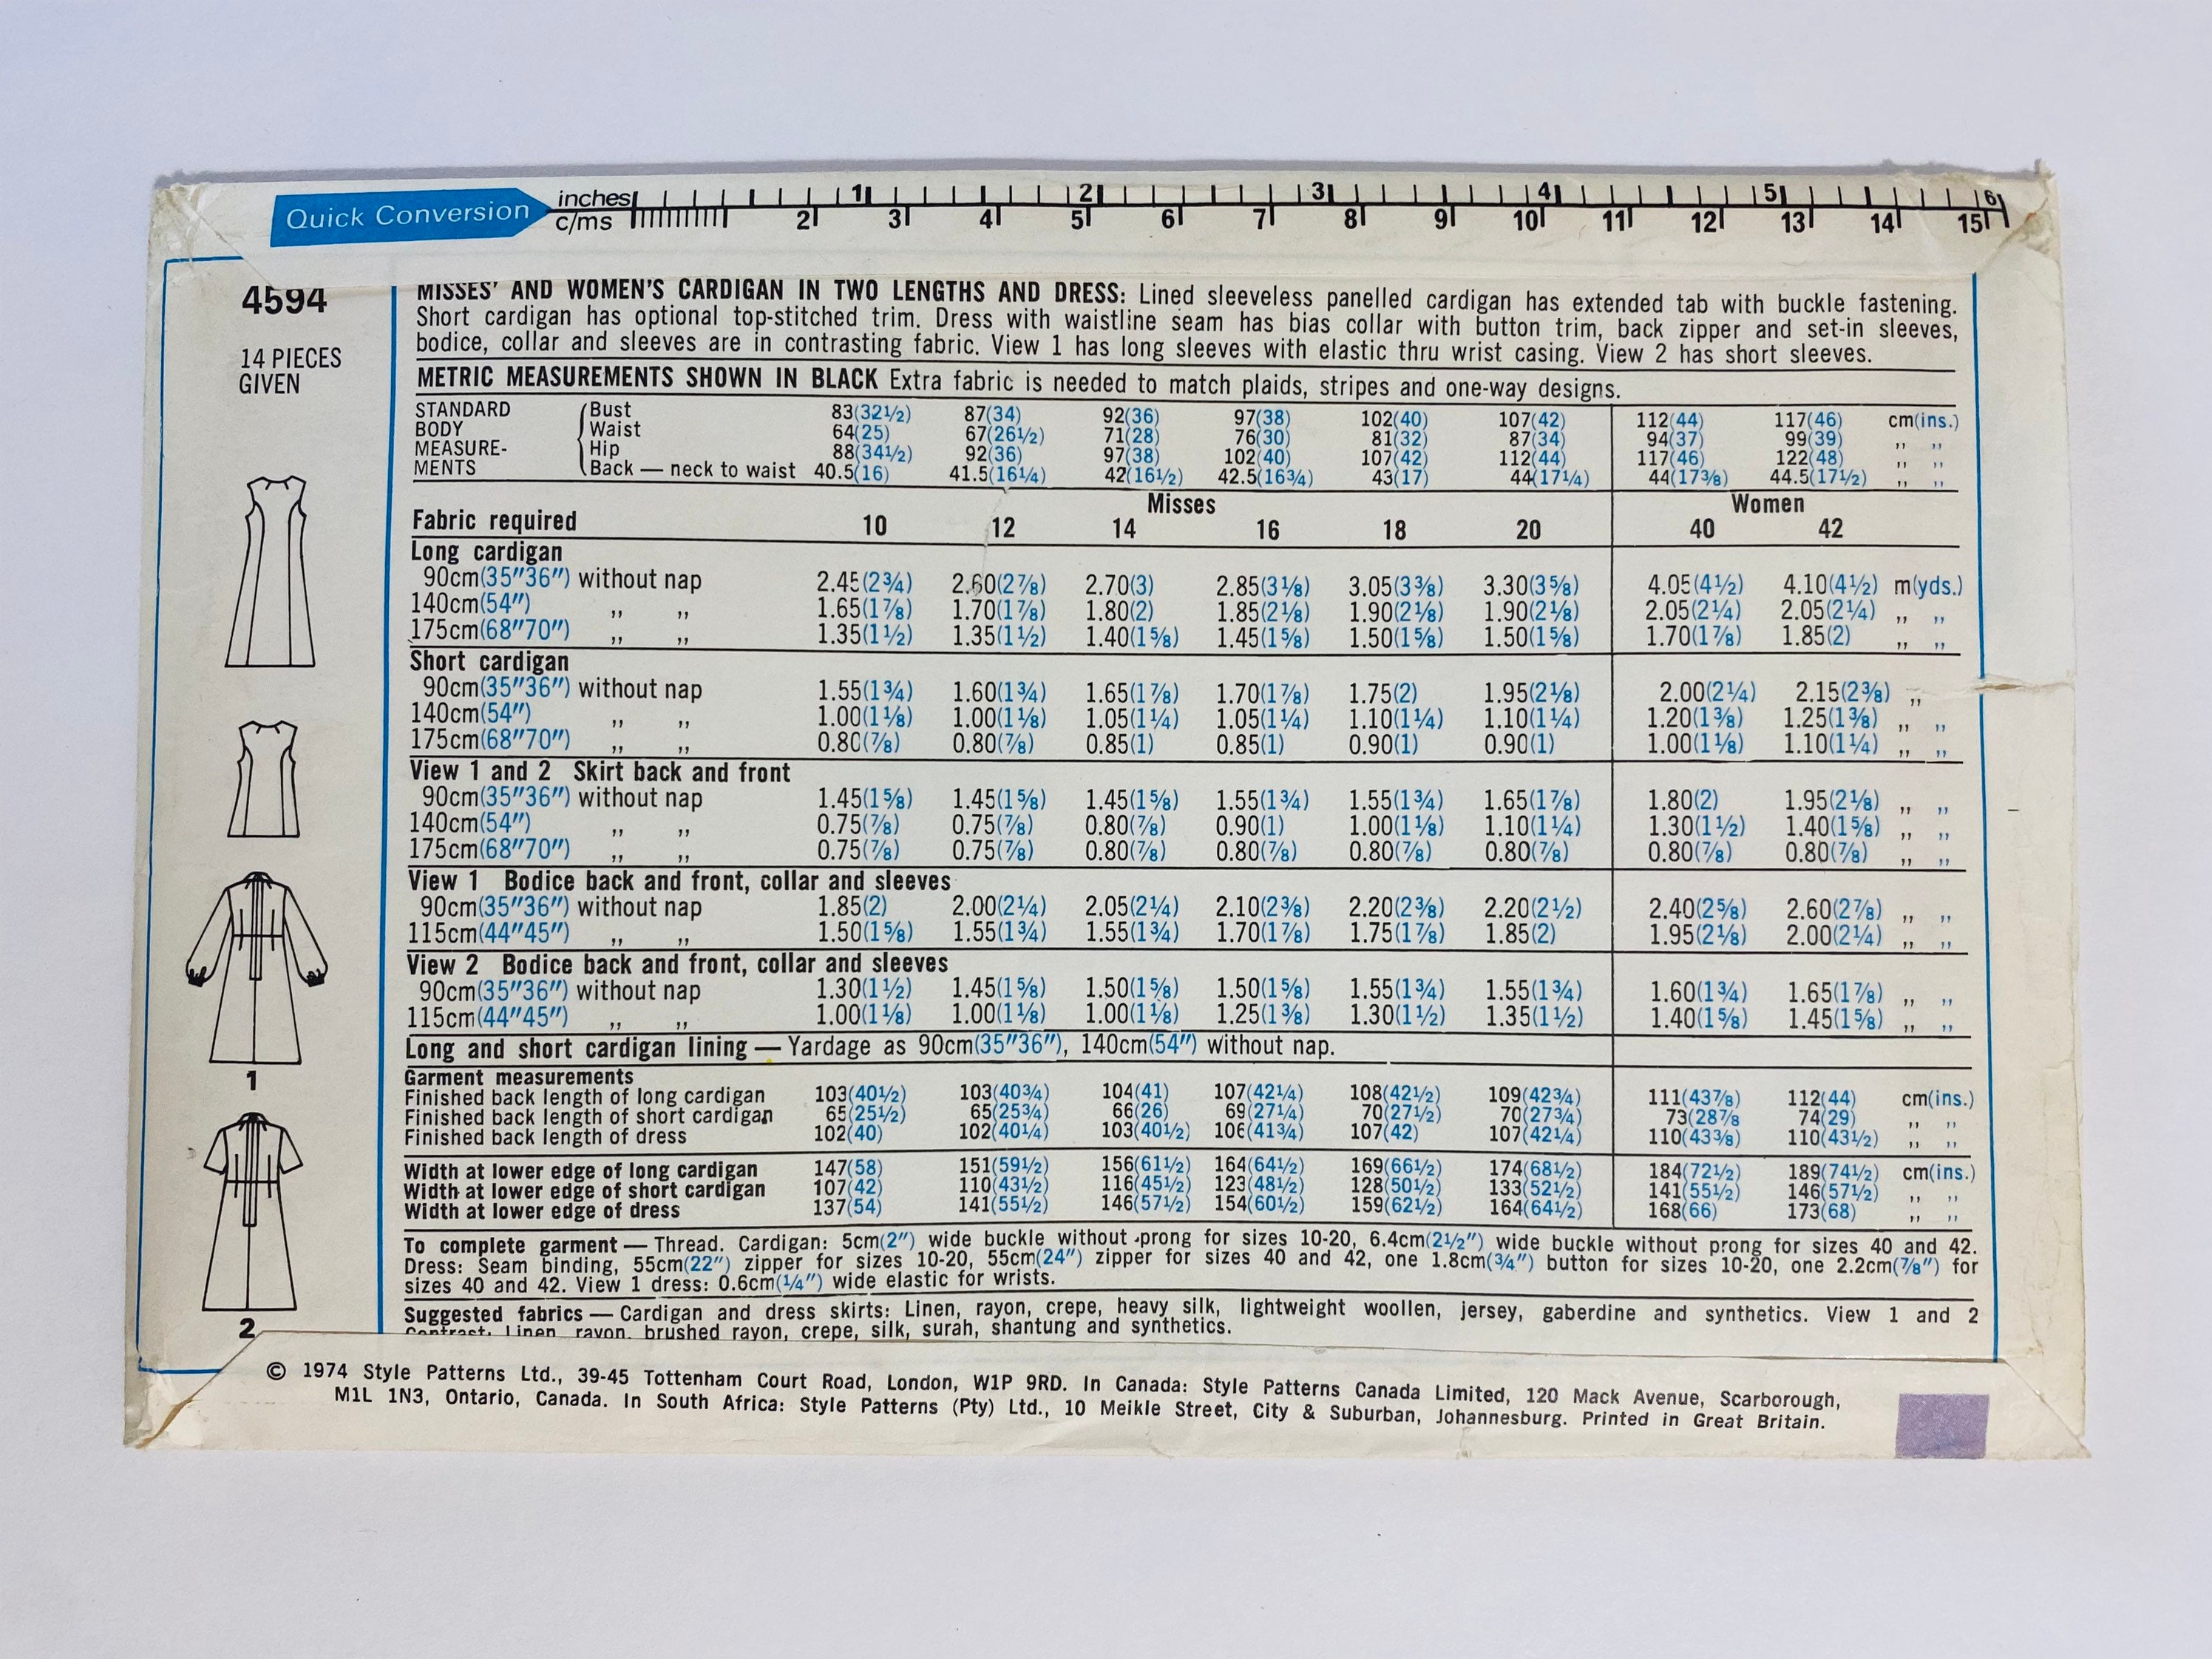 Quick Conversion
inches 1 2 3 4 5 6
c/ms 2 3 4 5 6 7 8 9 10 11 12 13 14 15
4594
14 PIECES
GIVEN
1
2
MISSES' AND WOMEN'S CARDIGAN IN TWO LENGTHS AND DRESS: Lined sleeveless panelled cardigan has extended tab with buckle fastening.
Short cardigan has optional top-stitched trim. Dress with waistline seam has bias collar with button trim, back zipper and set-in sleeves,
bodice, collar and sleeves are in contrasting fabric. View 1 has long sleeves with elastic thru wrist casing. View 2 has short sleeves.
METRIC MEASUREMENTS SHOWN IN BLACK Extra fabric is needed to match plaids, stripes and one-way designs.
STANDARD Bust 83(32½) 87(34) 92(36) 97(38) 102(40) 107(42) 112(44) 117(46) cm(ins.)
BODY Waist 64(25) 67(26½) 71(28) 76(30) 81(32) 87(34) 94(37) 99(39) ,, ,,
MEASURE- Hip 88(34½) 92(36) 97(38) 102(40) 107(42) 112(44) 117(46) 122(48) ,, ,,
MENTS Back — neck to waist 40.5(16) 41.5(16¼) 42(16½) 42.5(16¾) 43(17) 44(17¼) 44(17⅜) 44.5(17½) ,, ,,
Misses Women
Fabric required 10 12 14 16 18 20 40 42
Long cardigan
90cm(35″36″) without nap 2.45(2¾) 2.60(2⅞) 2.70(3) 2.85(3⅛) 3.05(3⅜) 3.30(3⅝) 4.05(4½) 4.10(4½) m(yds.)
140cm(54″) ,, ,, 1.65(1⅞) 1.70(1⅞) 1.80(2) 1.85(2⅛) 1.90(2⅛) 1.90(2⅛) 2.05(2¼) 2.05(2¼) ,, ,,
175cm(68″70″) ,, ,, 1.35(1½) 1.35(1½) 1.40(1⅝) 1.45(1⅝) 1.50(1⅝) 1.50(1⅝) 1.70(1⅞) 1.85(2) ,, ,,
Short cardigan
90cm(35″36″) without nap 1.55(1¾) 1.60(1¾) 1.65(1⅞) 1.70(1⅞) 1.75(2) 1.95(2⅛) 2.00(2¼) 2.15(2⅜) ,,
140cm(54″) ,, ,, 1.00(1⅛) 1.00(1⅛) 1.05(1¼) 1.05(1¼) 1.10(1¼) 1.10(1¼) 1.20(1⅜) 1.25(1⅜) ,, ,,
175cm(68″70″) ,, ,, 0.80(⅞) 0.80(⅞) 0.85(1) 0.85(1) 0.90(1) 0.90(1) 1.00(1⅛) 1.10(1¼) ,, ,,
View 1 and 2 Skirt back and front
90cm(35″36″) without nap 1.45(1⅝) 1.45(1⅝) 1.45(1⅝) 1.55(1¾) 1.55(1¾) 1.65(1⅞) 1.80(2) 1.95(2⅛) ,, ,,
140cm(54″) ,, ,, 0.75(⅞) 0.75(⅞) 0.80(⅞) 0.90(1) 1.00(1⅛) 1.10(1¼) 1.30(1½) 1.40(1⅝) ,, ,,
175cm(68″70″) ,, ,, 0.75(⅞) 0.75(⅞) 0.80(⅞) 0.80(⅞) 0.80(⅞) 0.80(⅞) 0.80(⅞) 0.80(⅞) ,, ,,
View 1 Bodice back and front, collar and sleeves
90cm(35″36″) without nap 1.85(2) 2.00(2¼) 2.05(2¼) 2.10(2⅜) 2.20(2⅜) 2.20(2½) 2.40(2⅝) 2.60(2⅞) ,, ,,
115cm(44″45″) ,, ,, 1.50(1⅝) 1.55(1¾) 1.55(1¾) 1.70(1⅞) 1.75(1⅞) 1.85(2) 1.95(2⅛) 2.00(2¼) ,, ,,
View 2 Bodice back and front, collar and sleeves
90cm(35″36″) without nap 1.30(1½) 1.45(1⅝) 1.50(1⅝) 1.50(1⅝) 1.55(1¾) 1.55(1¾) 1.60(1¾) 1.65(1⅞) ,, ,,
115cm(44″45″) ,, ,, 1.00(1⅛) 1.00(1⅛) 1.00(1⅛) 1.25(1⅜) 1.30(1½) 1.35(1½) 1.40(1⅝) 1.45(1⅝) ,, ,,
Long and short cardigan lining — Yardage as 90cm(35″36″), 140cm(54″) without nap.
Garment measurements
Finished back length of long cardigan 103(40½) 103(40¾) 104(41) 107(42¼) 108(42½) 109(42¾) 111(43⅞) 112(44) cm(ins.)
Finished back length of short cardigan 65(25½) 65(25¾) 66(26) 69(27¼) 70(27½) 70(27¾) 73(28⅞ 74(29) ,, ,,
Finished back length of dress 102(40) 102(40¼) 103(40½) 106(41¾) 107(42) 107(42¼) 110(43⅜) 110(43½) ,, ,,
Width at lower edge of long cardigan 147(58) 151(59½) 156(61½) 164(64½) 169(66½) 174(68½) 184(72½) 189(74½) cm(ins.)
Width at lower edge of short cardigan 107(42) 110(43½) 116(45½) 123(48½) 128(50½) 133(52½) 141(55½) 146(57½) ,, ,,
Width at lower edge of dress 137(54) 141(55½) 146(57½) 154(60½) 159(62½) 164(64½) 168(66) 173(68) ,, ,,
To complete garment — Thread. Cardigan: 5cm(2″) wide buckle without prong for sizes 10-20, 6.4cm(2½″) wide buckle without prong for sizes 40 and 42.
Dress: Seam binding, 55cm(22″) zipper for sizes 10-20, 55cm(24″) zipper for sizes 40 and 42, one 1.8cm(¾″) button for sizes 10-20, one 2.2cm(⅞″) for
sizes 40 and 42. View 1 dress: 0.6cm(¼″) wide elastic for wrists.
Suggested fabrics — Cardigan and dress skirts: Linen, rayon, crepe, heavy silk, lightweight woollen, jersey, gaberdine and synthetics. View 1 and 2
Contrast: Linen, rayon, brushed rayon, crepe, silk, surah, shantung and synthetics.
© 1974 Style Patterns Ltd., 39-45 Tottenham Court Road, London, W1P 9RD. In Canada: Style Patterns Canada Limited, 120 Mack Avenue, Scarborough,
M1L 1N3, Ontario, Canada. In South Africa: Style Patterns (Pty) Ltd., 10 Meikle Street, City & Suburban, Johannesburg. Printed in Great Britain.